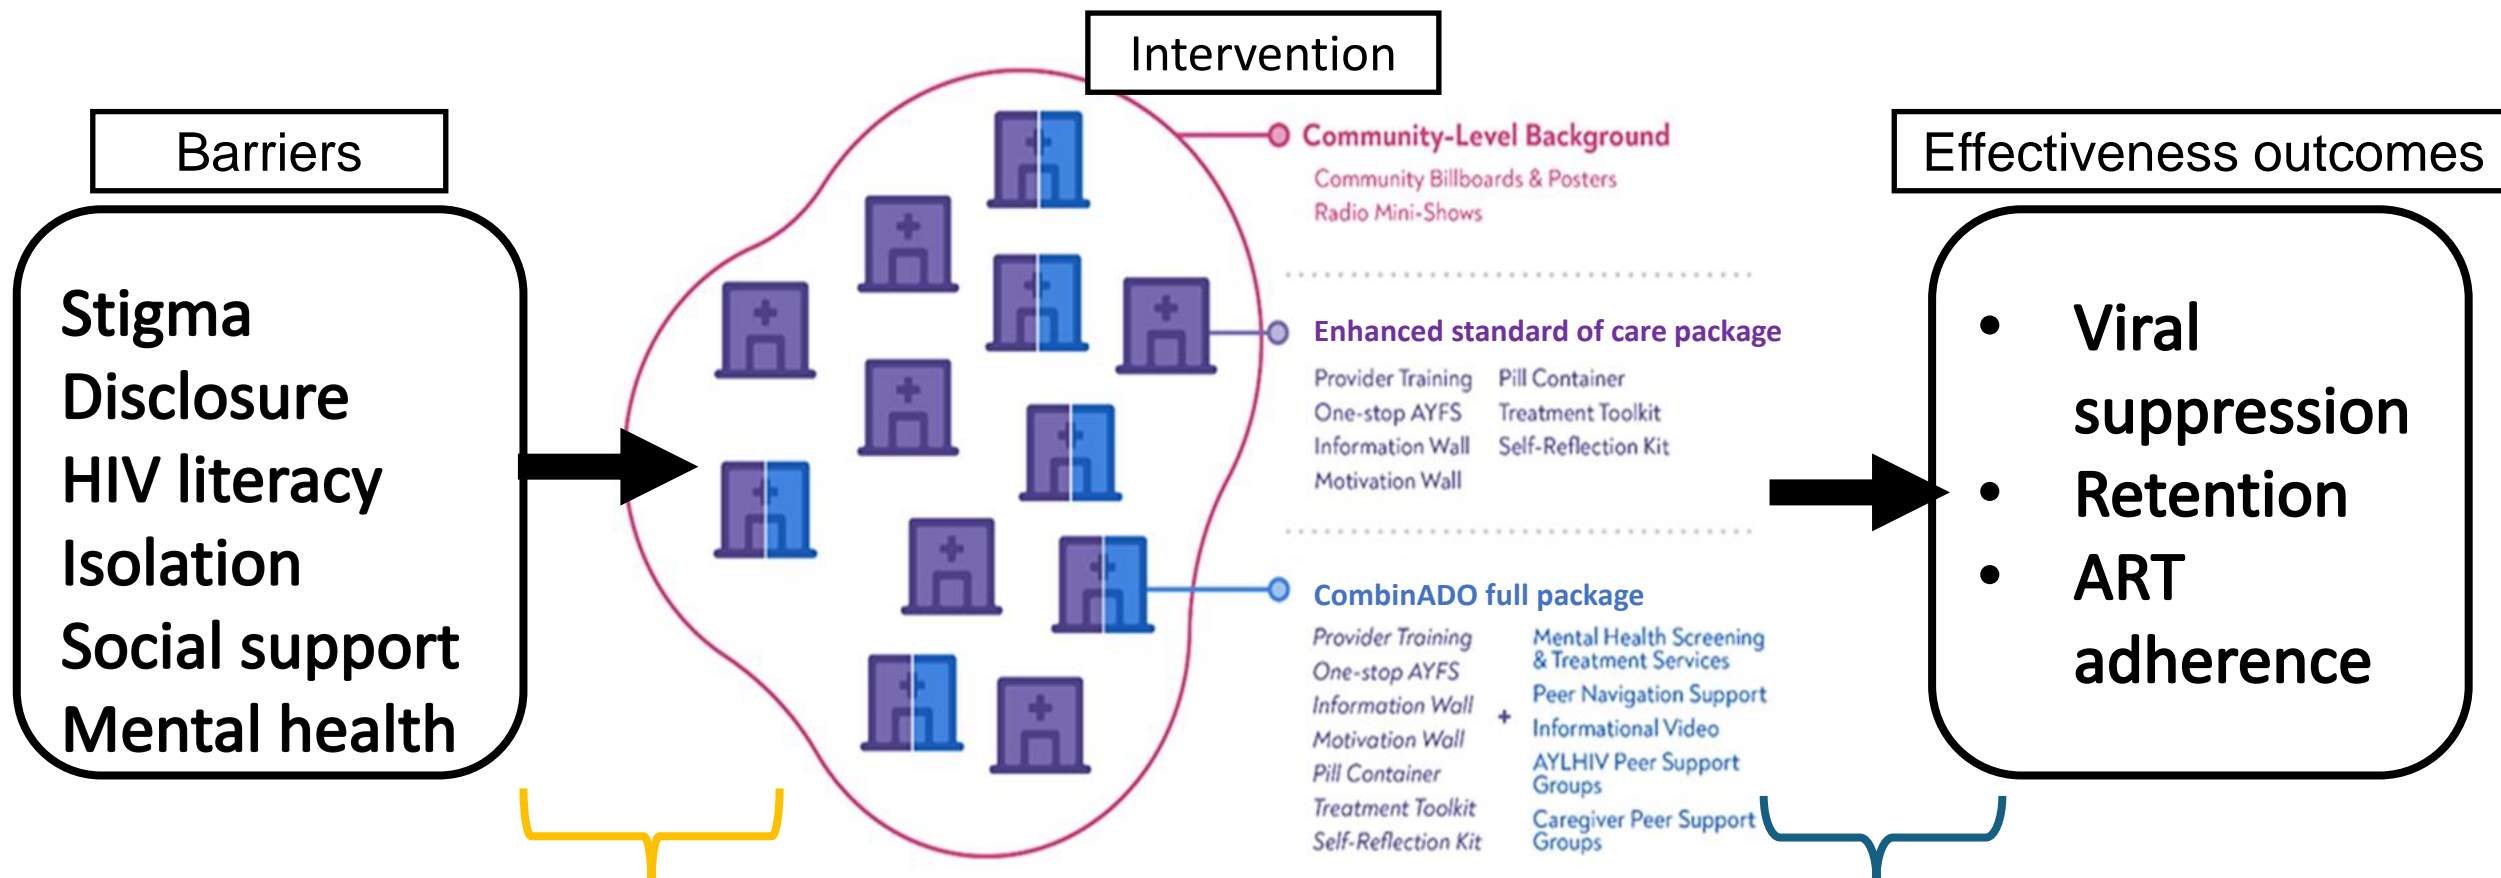 Intervention
Barriers
Stigma
Disclosure
HIV literacy
Isolation
Social support
Mental health
Community-Level Background
Community Billboards & Posters
Radio Mini-Shows
Enhanced standard of care package
Provider Training
One-stop AYFS
Information Wall
Motivation Wall
Pill Container
Treatment Toolkit
Self-Reflection Kit
CombinADO full package
Provider Training
One-stop AYFS
Information Wall
Motivation Wall
Pill Container
Treatment Toolkit
Self-Reflection Kit
+
Mental Health Screening
& Treatment Services
Peer Navigation Support
Informational Video
AYLHIV Peer Support
Groups
Caregiver Peer Support
Groups
Effectiveness outcomes
• Viral
suppression
• Retention
• ART
adherence